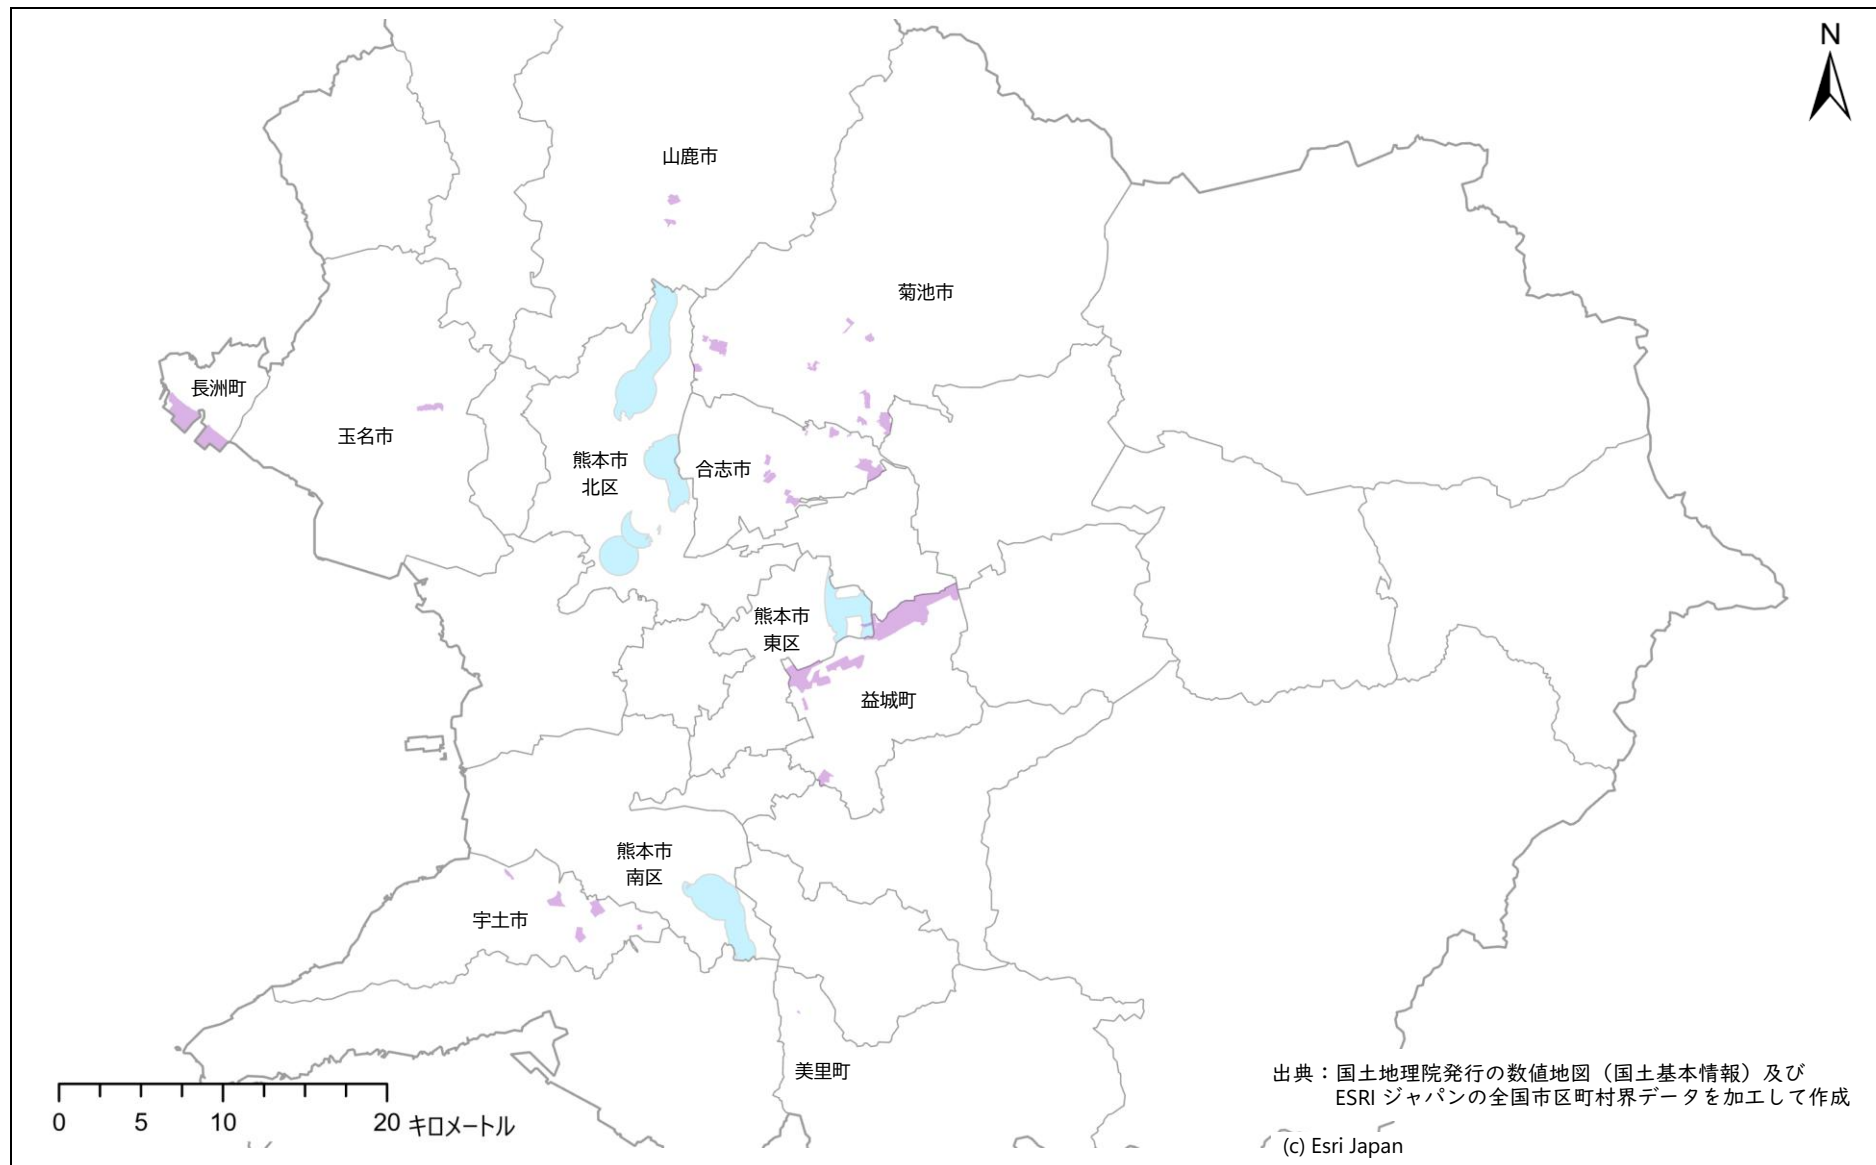 N
山鹿市
菊池市
長洲町
玉名市
熊本市
北区
合志市
熊本市
東区
益城町
熊本市
南区
宇土市
美里町
0 5 10 20 キロメートル
出典：国土地理院発行の数値地図（国土基本情報）及び
ESRI ジャパンの全国市区町村界データを加工して作成
(c) Esri Japan